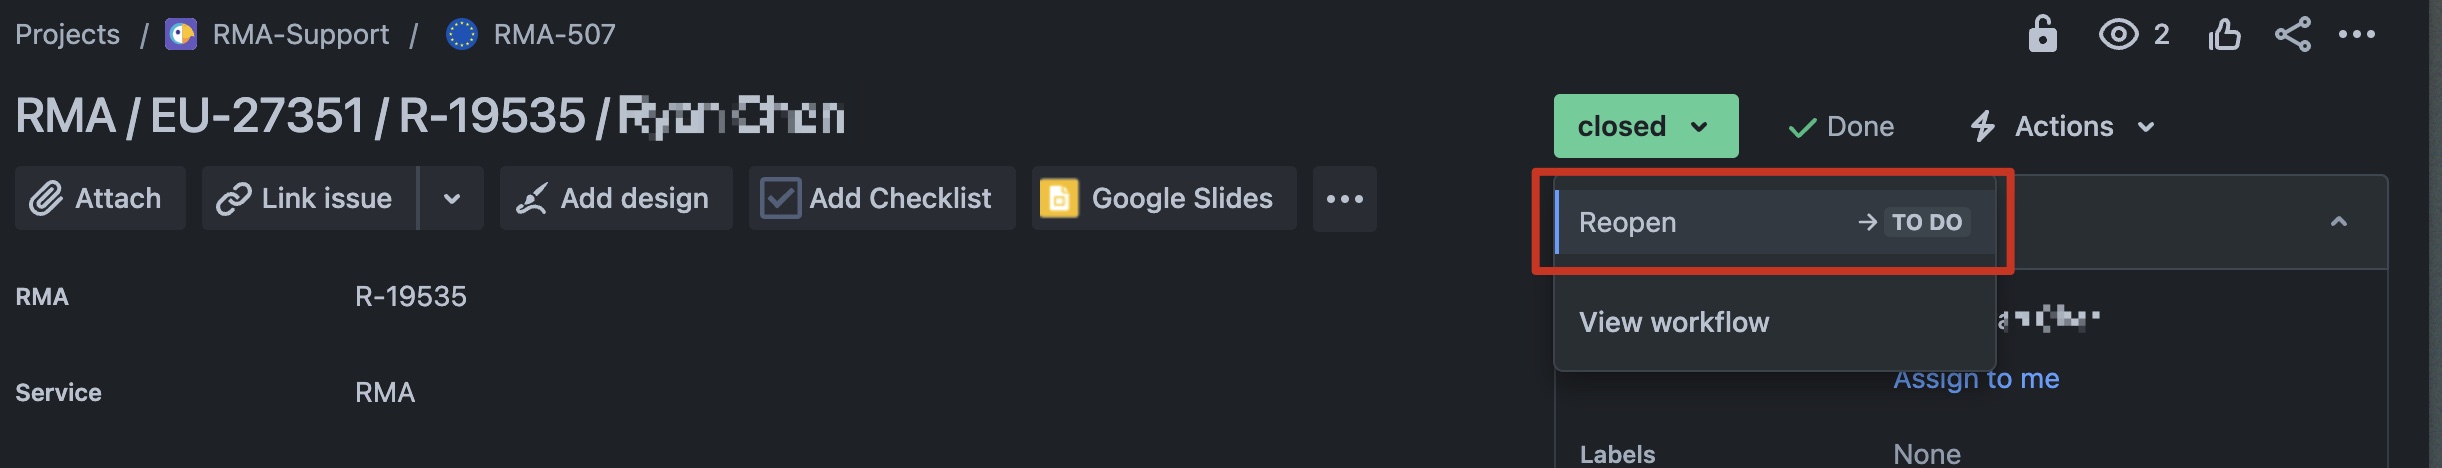 Projects / RMA-Support / RMA-507
2
RMA / EU-27351 / R-19535 /
closed
Done
Actions
Attach
Link issue
Add design
Add Checklist
Google Slides
Reopen → TO DO
RMA R-19535
View workflow
Assign to me
Service RMA
Labels None